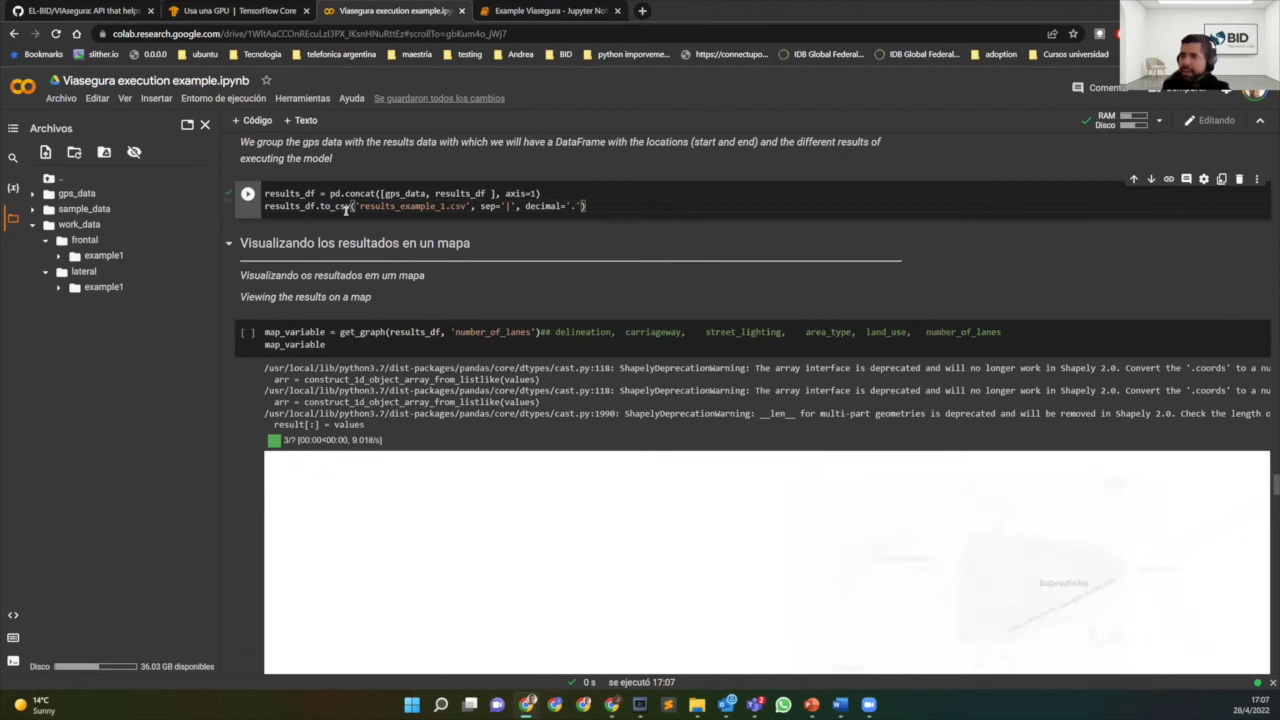 EL-BID/VIAsegura: API that helps
Usa una GPU | TensorFlow Core
Viasegura execution example.ipy
Example Viasegura - Jupyter Not
colab.research.google.com/drive/
Bookmarks slither.io 0.0.0.0 ubuntu Tecnologia telefonica argentina maestria testing Andrea BID python imporveme... https://connectupo... IDB Global Federal... IDB Global Federal... adoption Cursos universidad
BID
Viasegura execution example.ipynb
Archivo Editar Ver Insertar Entorno de ejecución Herramientas Ayuda Se guardaron todos los cambios
Comentar
+ Código + Texto
RAM
Disco
Editando
Archivos
..
gps_data
sample_data
work_data
frontal
example1
lateral
example1
Disco 36.03 GB disponibles
We group the gps data with the results data with which we will have a DataFrame with the locations (start and end) and the different results of
executing the model
results_df = pd.concat([gps_data, results_df ], axis=1)
results_df.to_csv('results_example_1.csv', sep='|', decimal='.')
Visualizando los resultados en un mapa
Visualizando os resultados em um mapa
Viewing the results on a map
[ ] map_variable = get_graph(results_df, 'number_of_lanes')## delineation, carriageway, street_lighting, area_type, land_use, number_of_lanes
map_variable
/usr/local/lib/python3.7/dist-packages/pandas/core/dtypes/cast.py:118: ShapelyDeprecationWarning: The array interface is deprecated and will no longer work in Shapely 2.0. Convert the '.coords' to a nu
arr = construct_1d_object_array_from_listlike(values)
/usr/local/lib/python3.7/dist-packages/pandas/core/dtypes/cast.py:118: ShapelyDeprecationWarning: The array interface is deprecated and will no longer work in Shapely 2.0. Convert the '.coords' to a nu
arr = construct_1d_object_array_from_listlike(values)
/usr/local/lib/python3.7/dist-packages/pandas/core/dtypes/cast.py:1990: ShapelyDeprecationWarning: __len__ for multi-part geometries is deprecated and will be removed in Shapely 2.0. Check the length o
result[:] = values
3/? [00:00<00:00, 9.01it/s]
Sobradinho
0 s se ejecutó 17:07
14°C
Sunny
17:07
28/4/2022